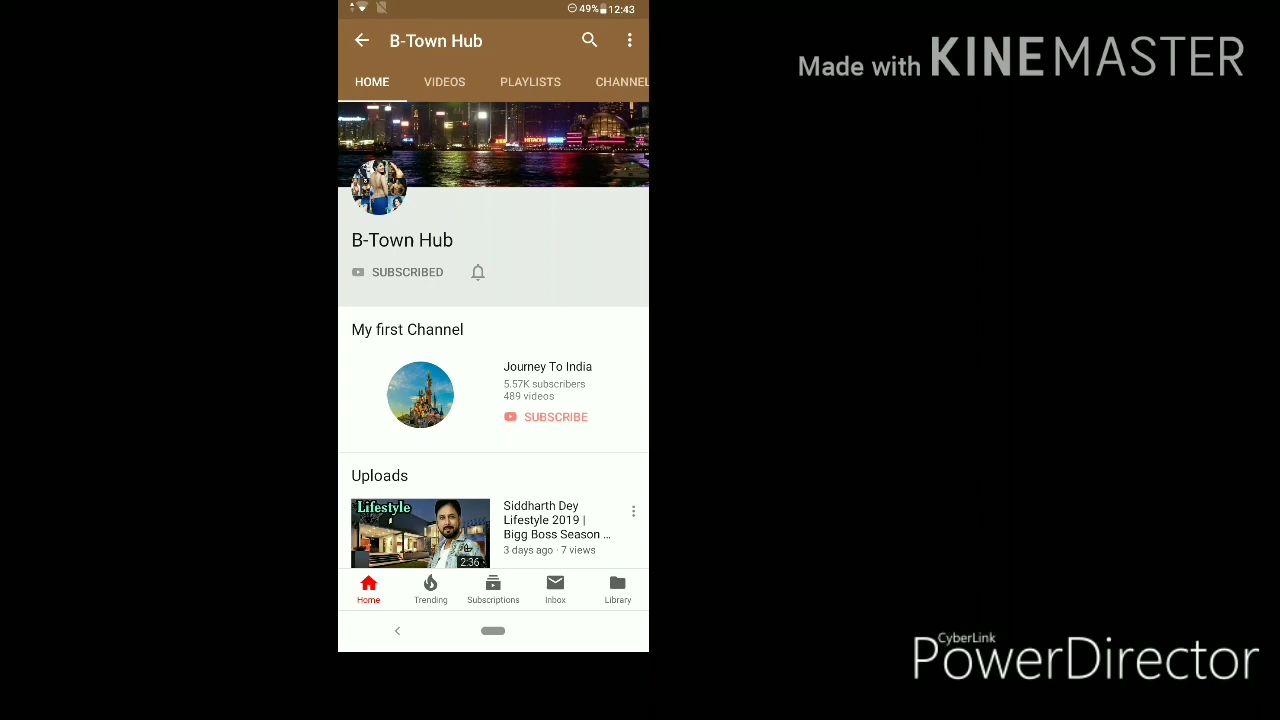 49% 12:43
B-Town Hub
HOME VIDEOS PLAYLISTS CHANNEL
HITACHI
B-Town Hub
SUBSCRIBED
My first Channel
Journey To India
5.57K subscribers
489 videos
SUBSCRIBE
Uploads
Lifestyle
2:36
Siddharth Dey
Lifestyle 2019 |
Bigg Boss Season ...
3 days ago · 7 views
Home Trending Subscriptions Inbox Library
Made with KINEMASTER
CyberLink
PowerDirector